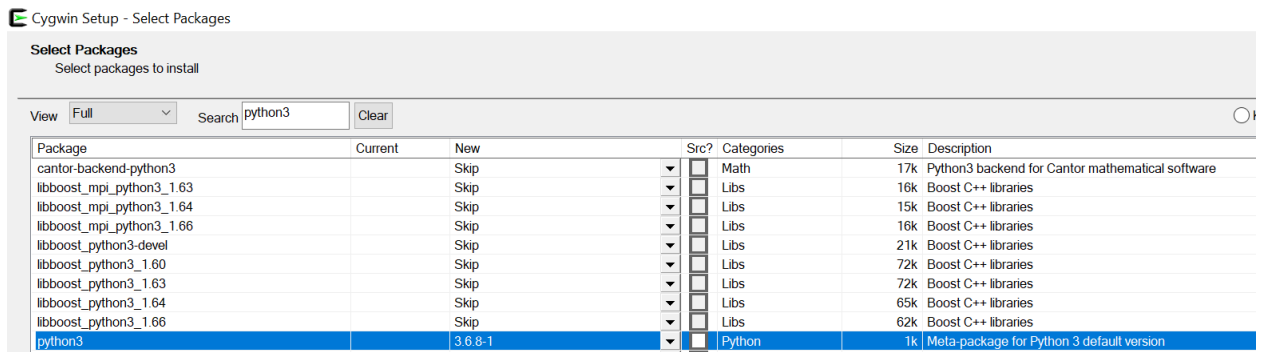 Cygwin Setup - Select Packages
Select Packages
Select packages to install
View Full Search python3 Clear
Package Current New Src? Categories Size Description
cantor-backend-python3 Skip Math 17k Python3 backend for Cantor mathematical software
libboost_mpi_python3_1.63 Skip Libs 16k Boost C++ libraries
libboost_mpi_python3_1.64 Skip Libs 15k Boost C++ libraries
libboost_mpi_python3_1.66 Skip Libs 16k Boost C++ libraries
libboost_python3-devel Skip Libs 21k Boost C++ libraries
libboost_python3_1.60 Skip Libs 72k Boost C++ libraries
libboost_python3_1.63 Skip Libs 72k Boost C++ libraries
libboost_python3_1.64 Skip Libs 65k Boost C++ libraries
libboost_python3_1.66 Skip Libs 62k Boost C++ libraries
python3 3.6.8-1 Python 1k Meta-package for Python 3 default version